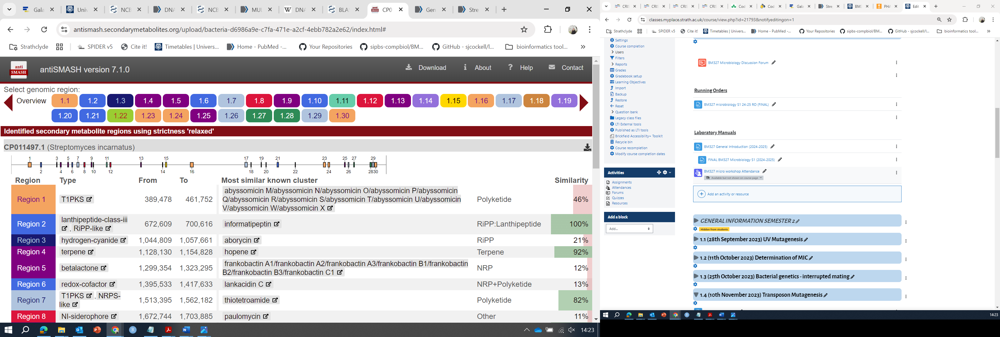 Gala
Univ
NCB
DNA
NCB
MUL
W DNA
BLAS
CP0
Gen
Stre
antismash.secondarymetabolites.org/upload/bacteria-d6986a9e-c7fa-471e-a2cf-4ebb782a2e62/index.html#
Strathclyde
SPIDER v5
Cite it!
Timetables | Univers...
Home - PubMed -...
Your Repositories
sipbs-compbiol/BM...
GitHub - sjcockell/l...
bioinformatics tool...
»
anti SMASH
antiSMASH version 7.1.0
Download
About
Help
Contact
Select genomic region:
Overview 1.1 1.2 1.3 1.4 1.5 1.6 1.7 1.8 1.9 1.10 1.11 1.12 1.13 1.14 1.15 1.16 1.17 1.18 1.19
1.20 1.21 1.22 1.23 1.24 1.25 1.26 1.27 1.28 1.29 1.30
Identified secondary metabolite regions using strictness 'relaxed'
CP011497.1 (Streptomyces incarnatus)
1 3 5 7 9 11 13 15 17 19 21 23 25 27 29
2 4 6 8 10 12 14 16 18 20 22 24 26 28 30
Region Type From To Most similar known cluster Similarity
Region 1 T1PKS 389,478 461,752 abyssomicin M/abyssomicin N/abyssomicin O/abyssomicin P/abyssomicin
Q/abyssomicin R/abyssomicin S/abyssomicin T/abyssomicin U/abyssomicin
V/abyssomicin W/abyssomicin X Polyketide 46%
Region 2 lanthipeptide-class-iii , RiPP-like 672,609 700,616 informatipeptin RiPP:Lanthipeptide 100%
Region 3 hydrogen-cyanide 1,044,809 1,057,661 aborycin RiPP 21%
Region 4 terpene 1,128,130 1,154,828 hopene Terpene 92%
Region 5 betalactone 1,299,354 1,323,295 frankobactin A1/frankobactin A2/frankobactin A3/frankobactin B1/frankobactin
B2/frankobactin B3/frankobactin C1 NRP 12%
Region 6 redox-cofactor 1,395,533 1,417,633 lankacidin C NRP+Polyketide 13%
Region 7 T1PKS , NRPS-like 1,513,395 1,562,182 thiotetroamide Polyketide 82%
Region 8 NI-siderophore 1,672,744 1,703,885 paulomycin Other 11%
14:23
CRIS
CRIS
CRIS
CRIS
Cod
Cod
Gala
Stre
BM3
PHA
Edit
classes.myplace.strath.ac.uk/course/view.php?id=21793&notifyeditingon=1
Strathclyde
SPIDER v5
Cite it!
Timetables | Univers...
Home - PubMed -...
Your Repositories
sipbs-compbiol/BM...
GitHub - sjcockell/l...
bioinformatics tool...
»
Settings
Course completion
Users
Filters
Reports
Grades
Gradebook setup
Learning Objectives
Import
Backup
Restore
Reset
Question bank
Legacy class files
LTI External tools
Published as LTI tools
Brickfield Accessibility+ Toolkit
Recycle bin
Course recompletion
Modify course completion dates
Activities
Assignments
Attendances
Forums
Quizzes
Resources
Add a block
Add...
BM327 Microbiology Discussion Forum
Running Orders
BM327 microbiology S1 24-25 RO (FINAL)
Laboratory Manuals
BM327 General Introduction (2024-2025)
FINAL BM327 Microbiology S1 (2024-2025)
BM327 micro workshop Attendance
Available but not shown on course page
Add an activity or resource
GENERAL INFORMATION SEMESTER 2
Hidden from students
1.1 (28th September 2023) UV Mutagenesis
1.2 (11th October 2023) Determination of MIC
1.3 (25th October 2023) Bacterial genetics - interrupted mating
1.4 (10th November 2023) Transposon Mutagenesis
14:23